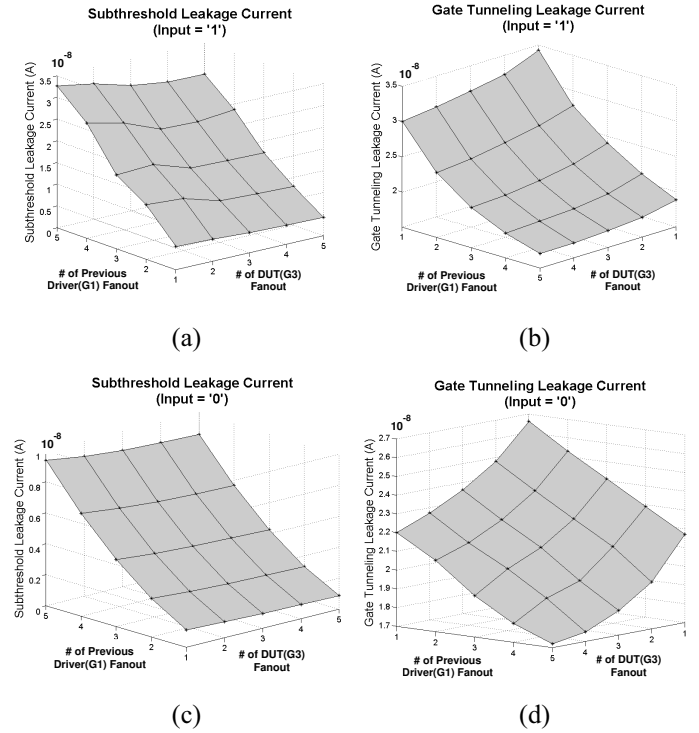 Subthreshold Leakage Current
(Input = '1')
10-8
Subthreshold Leakage Current (A)
3.5
3
2.5
2
1.5
1
0.5
0
5
4
3
2
1
# of Previous
Driver(G1) Fanout
1
2
3
4
5
# of DUT(G3)
Fanout
(a)
Gate Tunneling Leakage Current
(Input = '1')
10-8
Gate Tunneling Leakage Current (A)
3.5
3
2.5
2
1
2
3
4
5
# of Previous
Driver(G1) Fanout
4
3
2
1
# of DUT(G3)
Fanout
(b)
Subthreshold Leakage Current
(Input = '0')
10-8
Subthreshold Leakage Current (A)
1
0.8
0.6
0.4
0.2
0
5
4
3
2
1
# of Previous
Driver(G1) Fanout
2
3
4
5
# of DUT(G3)
Fanout
(c)
Gate Tunneling Leakage Current
(Input = '0')
10-8
Gate Tunneling Leakage Current (A)
2.7
2.6
2.5
2.4
2.3
2.2
2.1
2
1.9
1.8
1.7
1
2
3
4
5
# of Previous
Driver(G1) Fanout
4
3
2
1
# of DUT(G3)
Fanout
(d)